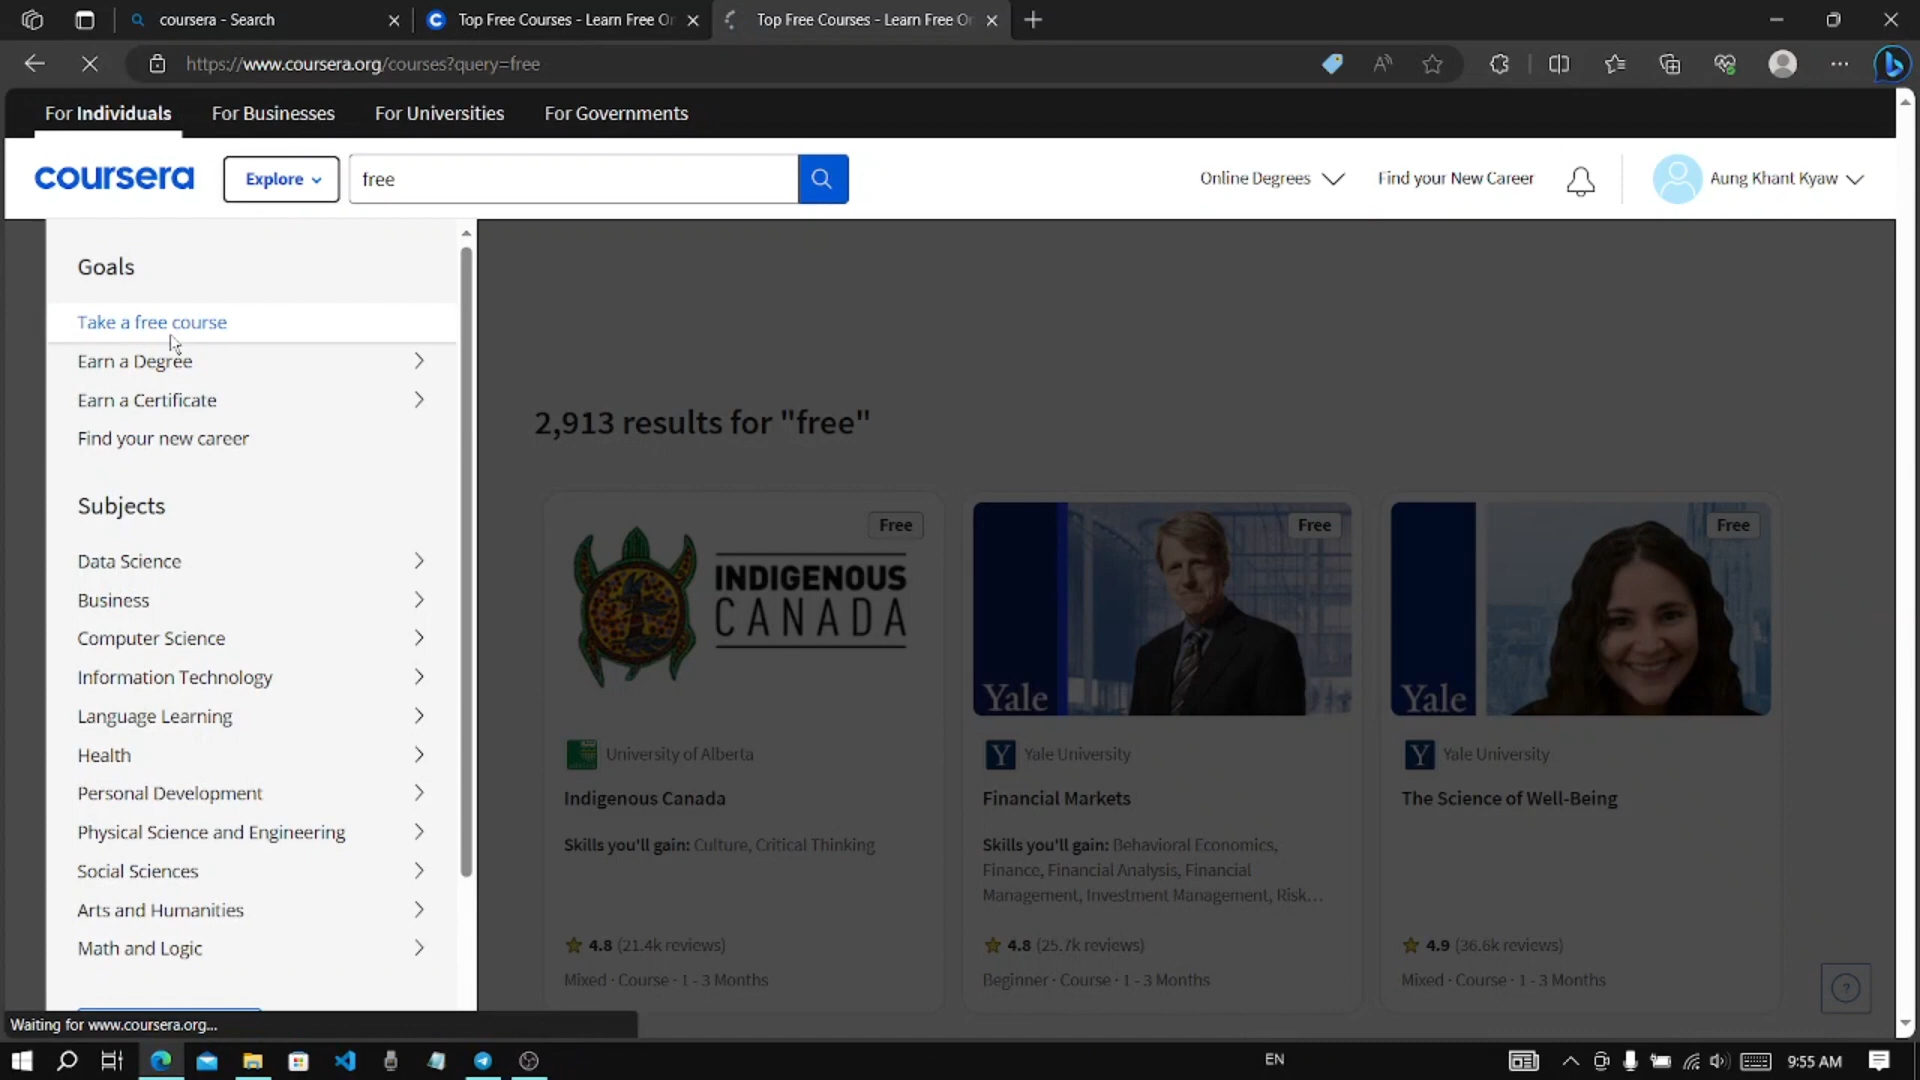 coursera - Search
Top Free Courses - Learn Free Or
Top Free Courses - Learn Free O
https://www.coursera.org/courses?query=free
For Individuals
For Businesses
For Universities
For Governments
coursera
Explore
free
Online Degrees
Find your New Career
Aung Khant Kyaw
Goals
Take a free course
Earn a Degree
Earn a Certificate
Find your new career
Subjects
Data Science
Business
Computer Science
Information Technology
Language Learning
Health
Personal Development
Physical Science and Engineering
Social Sciences
Arts and Humanities
Math and Logic
2,913 results for "free"
Free
INDIGENOUS
CANADA
University of Alberta
Indigenous Canada
Skills you'll gain: Culture, Critical Thinking
4.8 (21.4k reviews)
Mixed · Course · 1 - 3 Months
Free
Yale
Y Yale University
Financial Markets
Skills you'll gain: Behavioral Economics,
Finance, Financial Analysis, Financial
Management, Investment Management, Risk...
4.8 (25.7k reviews)
Beginner · Course · 1 - 3 Months
Free
Yale
Y Yale University
The Science of Well-Being
4.9 (36.6k reviews)
Mixed · Course · 1 - 3 Months
?
Waiting for www.coursera.org...
EN
9:55 AM